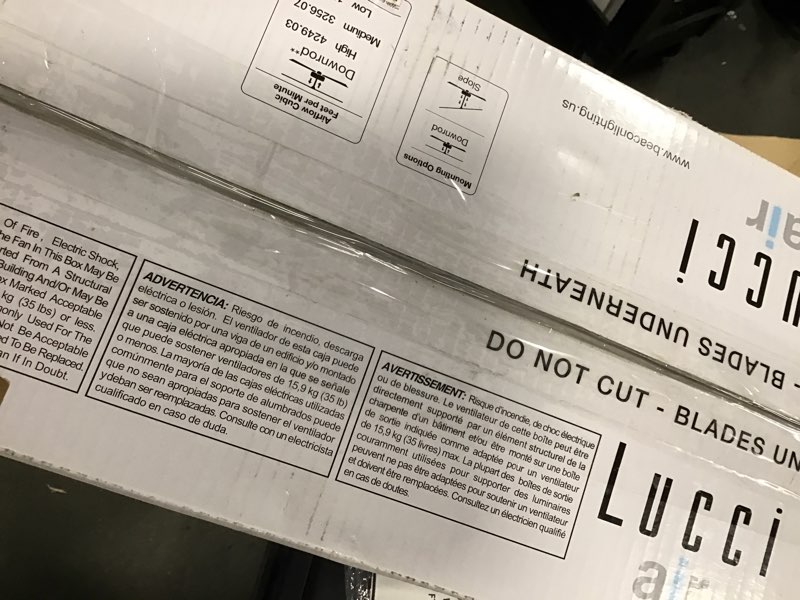 Airflow Cubic
Feet per Minute
Downrod**
High 4249.03
Medium 3256.07
Low
Mounting Options
Downrod
Slope
www.beaconlighting.us
ucci
air
- BLADES UNDERNEATH
DO NOT CUT - BLADES UN
Of Fire , Electric Shock,
he Fan In This Box May Be
rted From A Structural
Building And/Or May Be
x Marked Acceptable
kg (35 lbs) or less.
only Used For The
Not Be Acceptable
ed To Be Replaced.
an If In Doubt.
ADVERTENCIA: Riesgo de incendio, descarga
eléctrica o lesión. El ventilador de esta caja puede
ser sostenido por una viga de un edificio y/o montado
a una caja eléctrica apropiada en la que se señale
que puede sostener ventiladores de 15,9 kg (35 lb)
o menos. La mayoría de las cajas eléctricas utilizadas
comúnmente para el soporte de alumbrados puede
que no sean apropiadas para sostener el ventilador
ydeban ser reemplazadas. Consulte con un electricista
cualificado en caso de duda.
AVERTISSEMENT: Risque d'incendie, de choc électrique
ou de blessure. Le ventilateur de cette boîte peut être
directement supporté par un élément structurel de la
charpente d'un bâtiment et/ou être monté sur une boîte
de sortie indiquée comme adaptée pour un ventilateur
de 15,9 kg (35 livres) max. La plupart des boîtes de sortie
couramment utilisées pour supporter des luminaires
peuvent ne pas être adaptées pour soutenir un ventilateur
et doivent être remplacées. Consultez un électricien qualifié
en cas de doutes.
Lucci
air